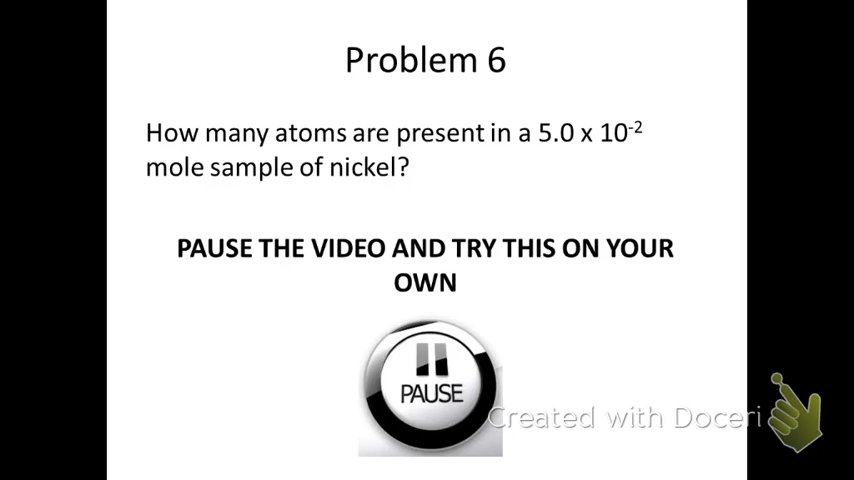 Problem 6
How many atoms are present in a 5.0 x 10⁻²
mole sample of nickel?
PAUSE THE VIDEO AND TRY THIS ON YOUR
OWN
PAUSE
Created with Doceri